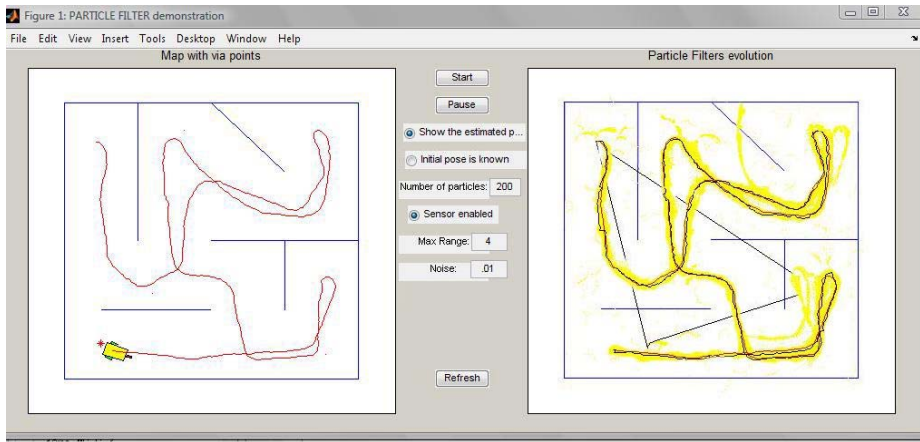 Figure 1: PARTICLE FILTER demonstration
File Edit View Insert Tools Desktop Window Help
Map with via points
Particle Filters evolution
Start
Pause
Show the estimated p...
Initial pose is known
Number of particles: 200
Sensor enabled
Max Range: 4
Noise: .01
Refresh